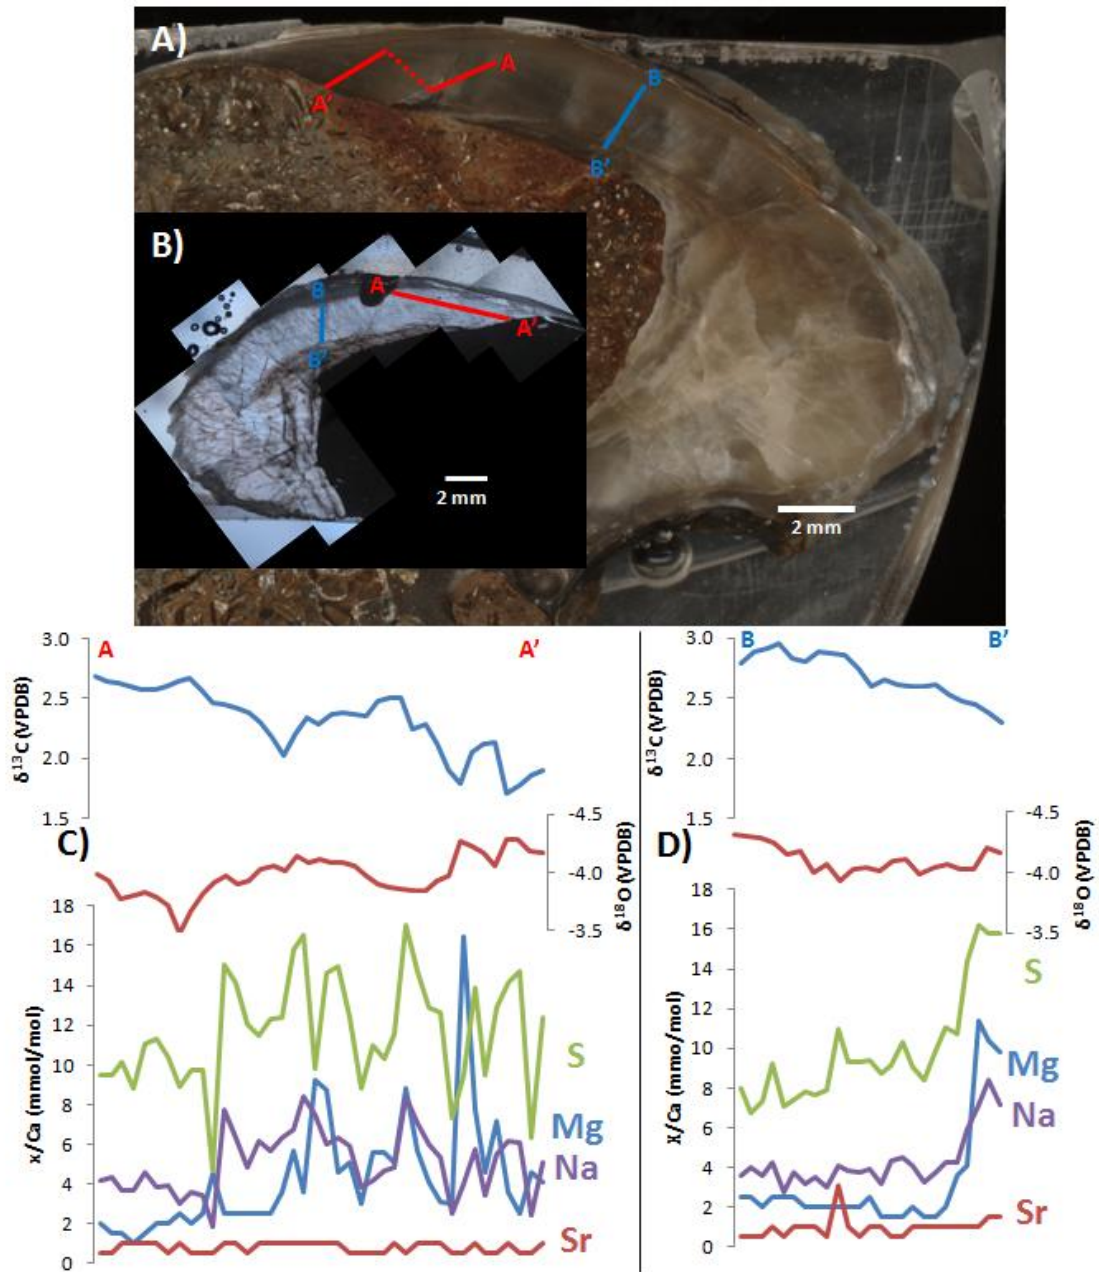 A)
A
A'
B
B'
B)
B
A
A'
B'
2 mm
2 mm
A
A'
B
B'
3.0
2.5
2.0
1.5
δ¹³C (VPDB)
3.0
2.5
2.0
1.5
δ¹³C (VPDB)
C)
-4.5
-4.0
-3.5
δ¹⁸O (VPDB)
D)
-4.5
-4.0
-3.5
δ¹⁸O (VPDB)
18
16
14
12
10
8
6
4
2
0
x/Ca (mmol/mol)
S
Mg
Na
Sr
18
16
14
12
10
8
6
4
2
0
X/Ca (mmo/mol)
S
Mg
Na
Sr